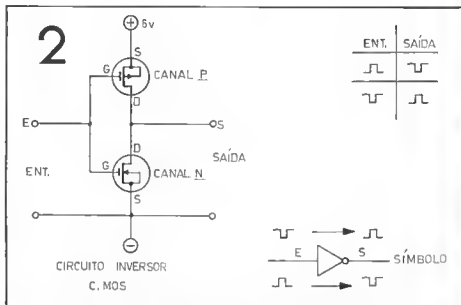 2
6v
S
G
CANAL P
D
E
S
D
SAÍDA
G
ENT.
CANAL N
S
CIRCUITO INVERSOR
C. MOS
ENT. SAÍDA
E S
SÍMBOLO